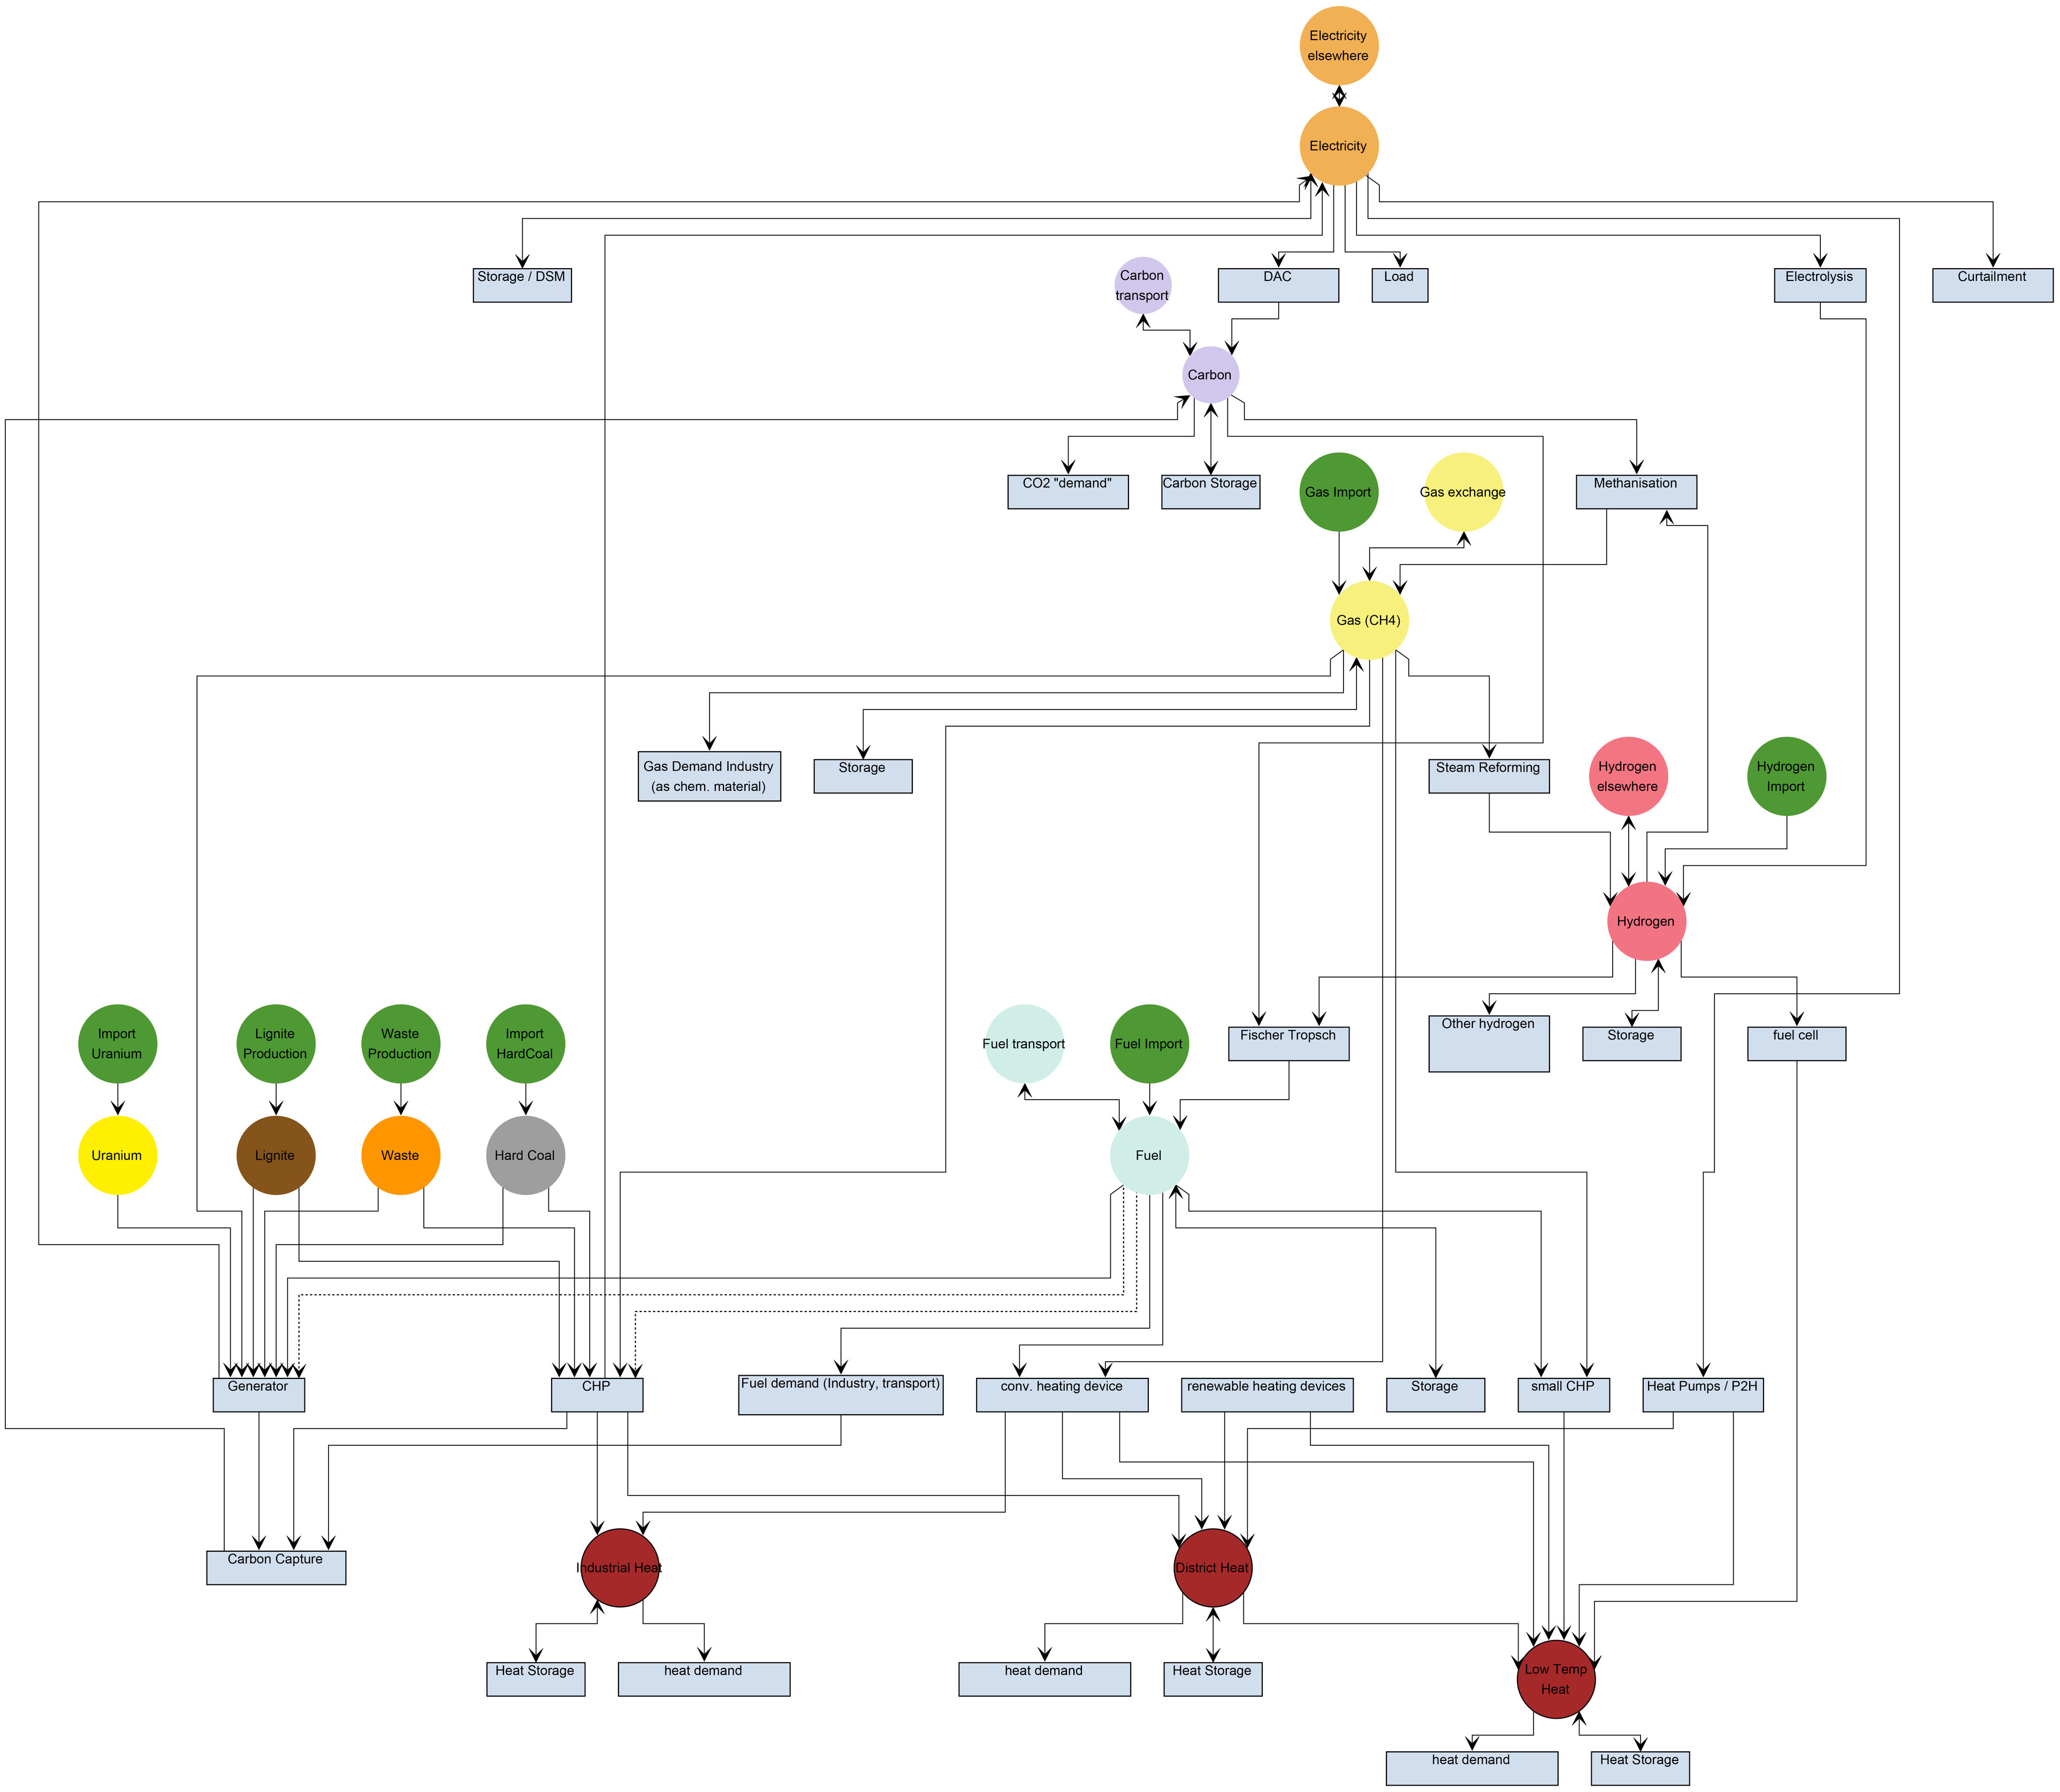 Electricity
elsewhere
Electricity
Storage / DSM
Carbon
transport
DAC
Load
Electrolysis
Curtailment
Carbon
CO2 "demand"
Carbon Storage
Gas Import
Gas exchange
Methanisation
Gas (CH4)
Gas Demand Industry
(as chem. material)
Storage
Steam Reforming
Hydrogen
elsewhere
Hydrogen
Import
Hydrogen
Import
Uranium
Lignite
Production
Waste
Production
Import
HardCoal
Fuel transport
Fuel Import
Fischer Tropsch
Other hydrogen
Storage
fuel cell
Uranium
Lignite
Waste
Hard Coal
Fuel
Generator
CHP
Fuel demand (Industry, transport)
conv. heating device
renewable heating devices
Storage
small CHP
Heat Pumps / P2H
Carbon Capture
Industrial Heat
District Heat
Heat Storage
heat demand
heat demand
Heat Storage
Low Temp
Heat
heat demand
Heat Storage